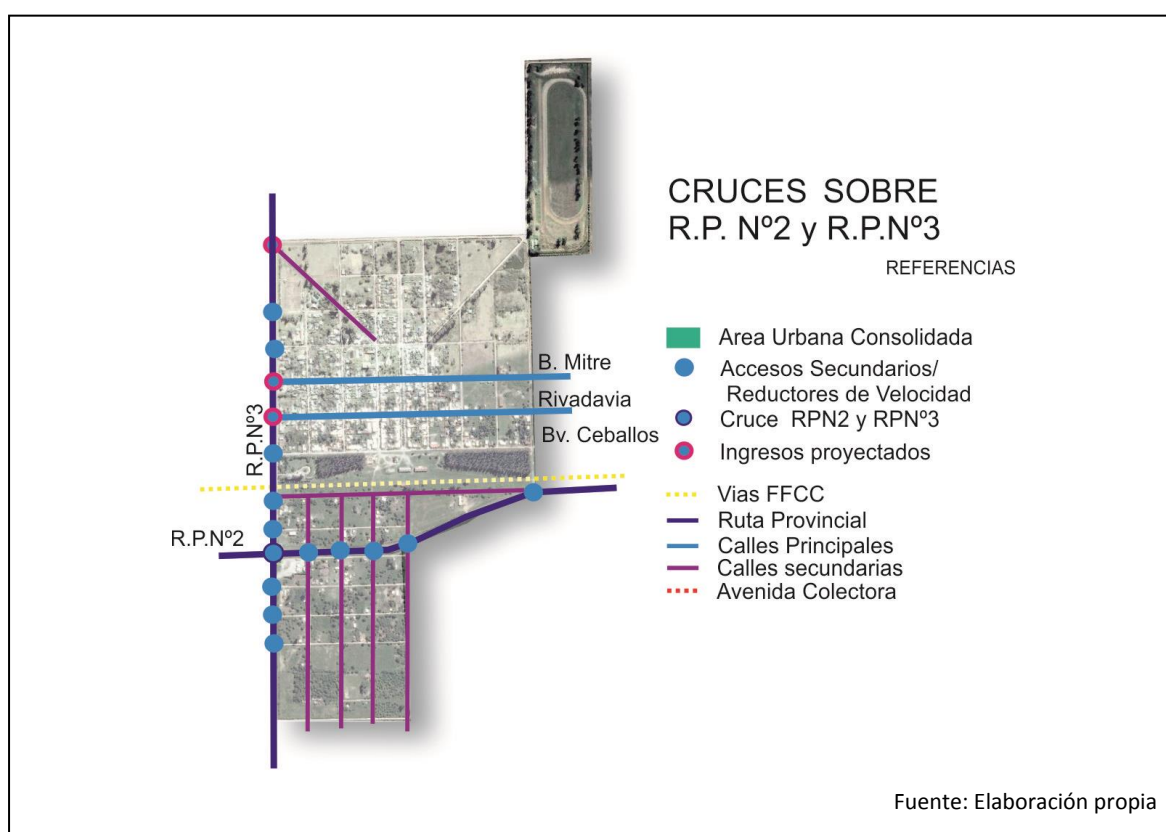 CRUCES SOBRE
R.P. Nº2 y R.P.Nº3
REFERENCIAS
Area Urbana Consolidada
Accesos Secundarios/
Reductores de Velocidad
Cruce RPN2 y RPNº3
Ingresos proyectados
Vias FFCC
Ruta Provincial
Calles Principales
Calles secundarias
Avenida Colectora
B. Mitre
Rivadavia
Bv. Ceballos
R.P.Nº3
R.P.Nº2
Fuente: Elaboración propia